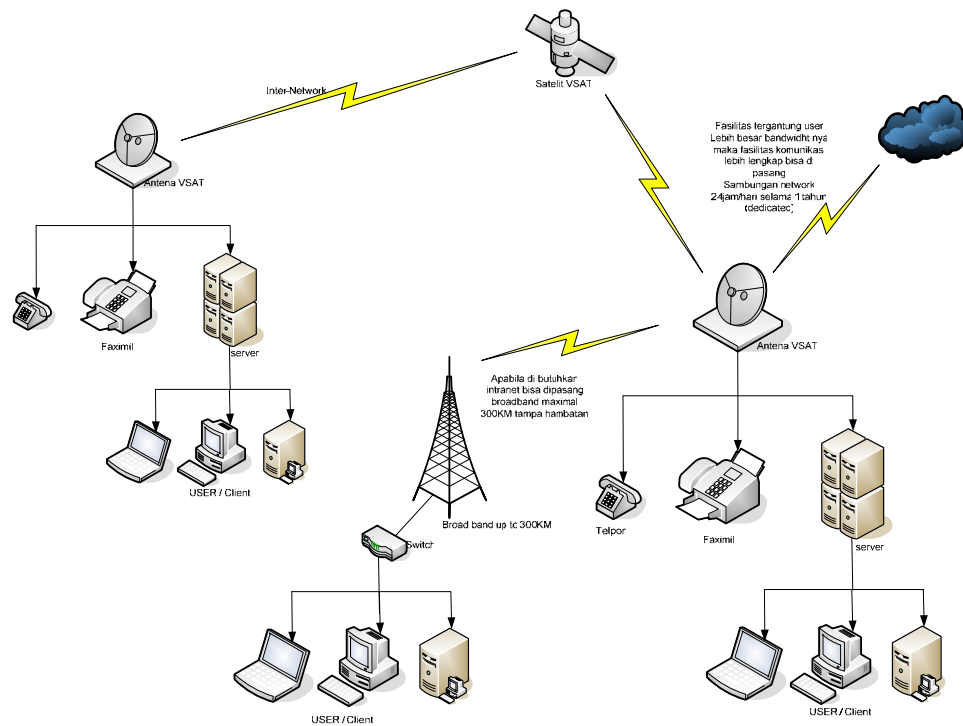 Satelit VSAT
Inter-Network
Fasilitas tergantung user
Lebih besar bandwidht nya
maka fasilitas komunikas
lebih lengkap bisa di
pasang
Sambungan network
24jam/hari selama 1 tahun
(dedicated)
Antena VSAT
Faximil
server
Antena VSAT
Apabila di butuhkan
intranet bisa dipasang
broadband maximal
300KM tampa hambatan
USER / Client
Broad band up to 300KM
Telpon
Faximil
Switch
server
USER / Client
USER / Client